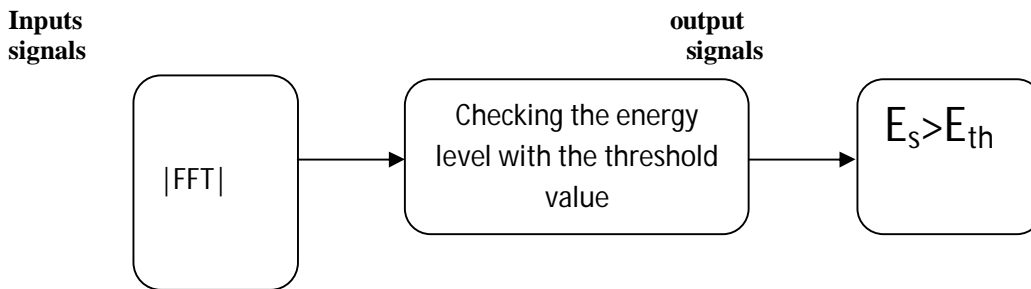 Inputs
signals
output
signals
|FFT|
Checking the energy
level with the threshold
value
Es>Eth